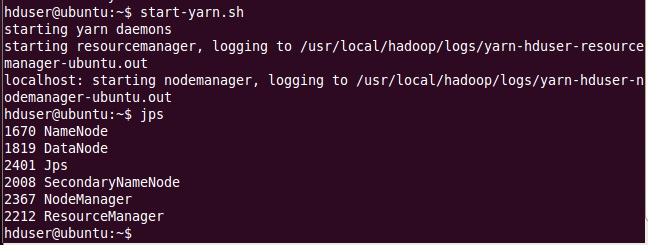 hduser@ubuntu:~$ start-yarn.sh
starting yarn daemons
starting resourcemanager, logging to /usr/local/hadoop/logs/yarn-hduser-resource
manager-ubuntu.out
localhost: starting nodemanager, logging to /usr/local/hadoop/logs/yarn-hduser-n
odemanager-ubuntu.out
hduser@ubuntu:~$ jps
1670 NameNode
1819 DataNode
2401 Jps
2008 SecondaryNameNode
2367 NodeManager
2212 ResourceManager
hduser@ubuntu:~$